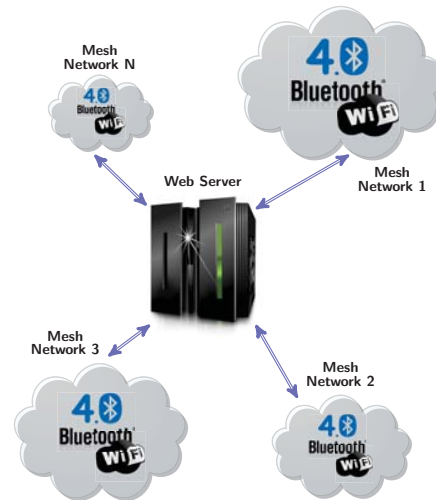 Mesh
Network N
4.0
Bluetooth
WiFi
4.0
Bluetooth
WiFi
Mesh
Network 1
Web Server
Mesh
Network 3
4.0
Bluetooth
WiFi
Mesh
Network 2
4.0
Bluetooth
WiFi